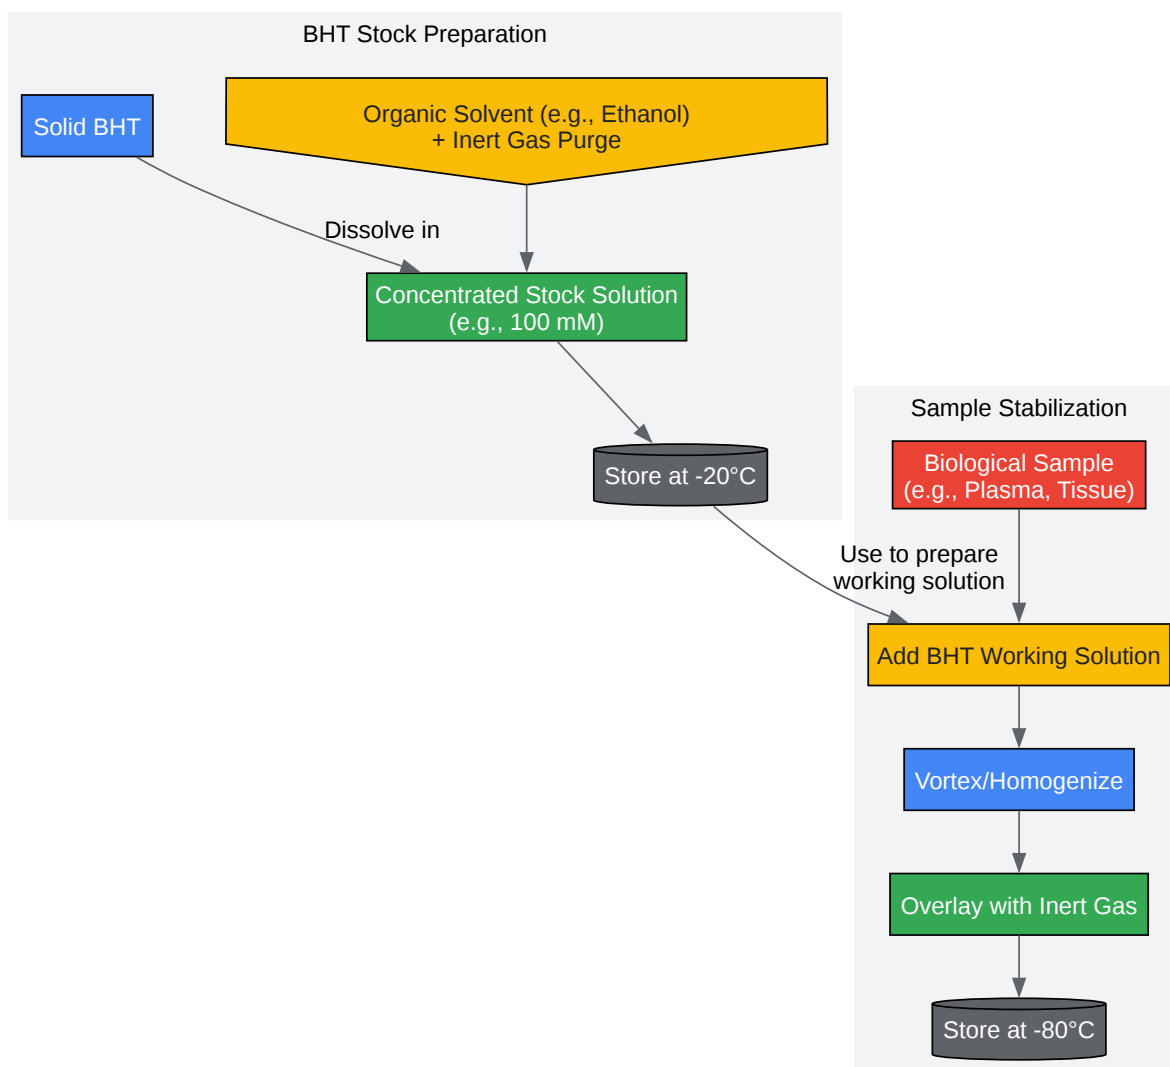 BHT Stock Preparation
Solid BHT
Organic Solvent (e.g., Ethanol)
+ Inert Gas Purge
Dissolve in
Concentrated Stock Solution
(e.g., 100 mM)
Store at -20°C
Sample Stabilization
Biological Sample
(e.g., Plasma, Tissue)
Use to prepare
working solution
Add BHT Working Solution
Vortex/Homogenize
Overlay with Inert Gas
Store at -80°C